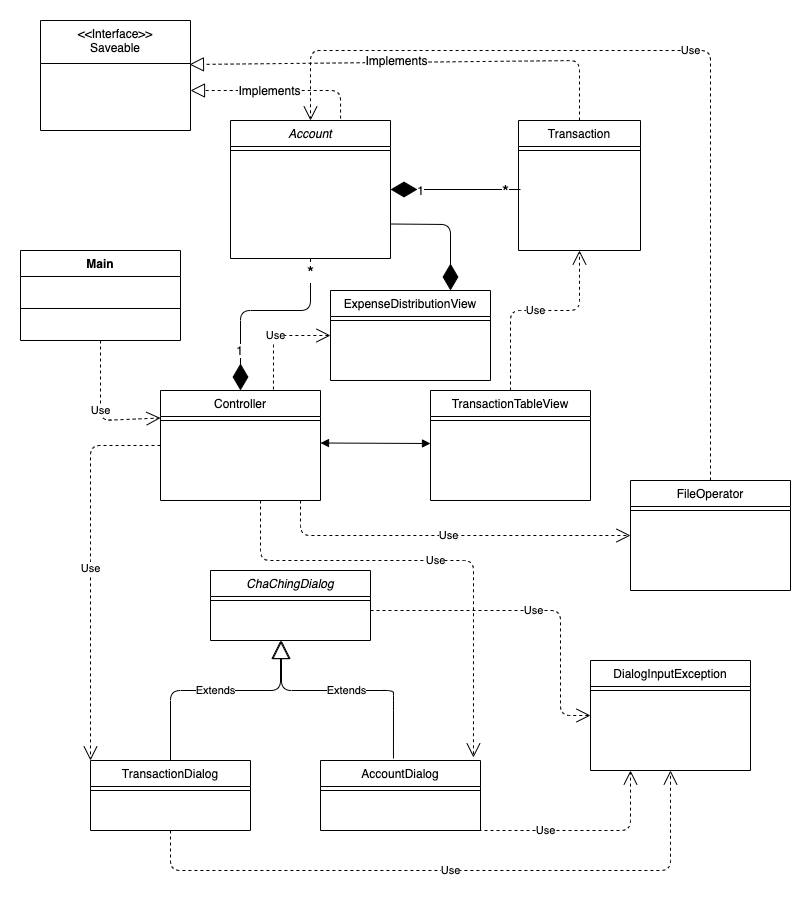 <<Interface>>
Saveable
Use
Implements
Implements
Account
Transaction
1
*
Main
*
ExpenseDistributionView
Use
Use
1
Controller
TransactionTableView
Use
FileOperator
Use
Use
Use
ChaChingDialog
Use
DialogInputException
Extends
Extends
TransactionDialog
AccountDialog
Use
Use